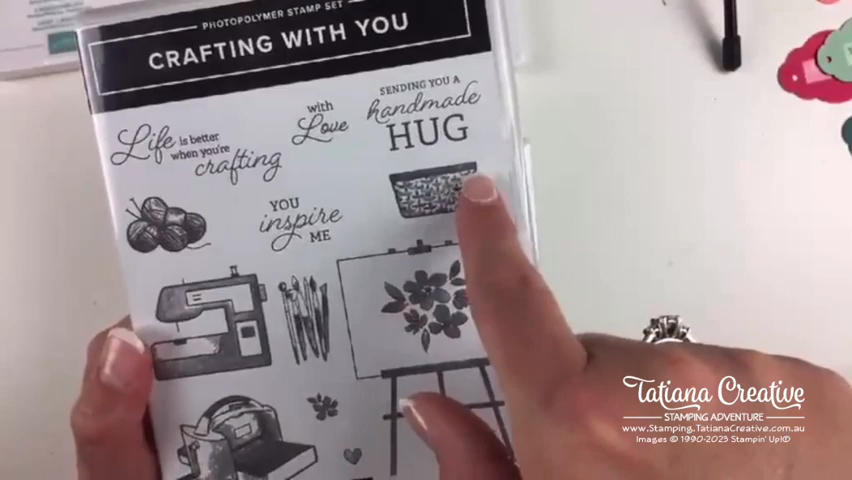 PHOTOPOLYMER STAMP SET
CRAFTING WITH YOU
Life is better
when you're
crafting
with
Love
SENDING YOU A
handmade
HUG
YOU
inspire
ME
Tatiana Creative
STAMPING ADVENTURE
www.Stamping.TatianaCreative.com.au
Images © 1990-2023 Stampin' Up!®